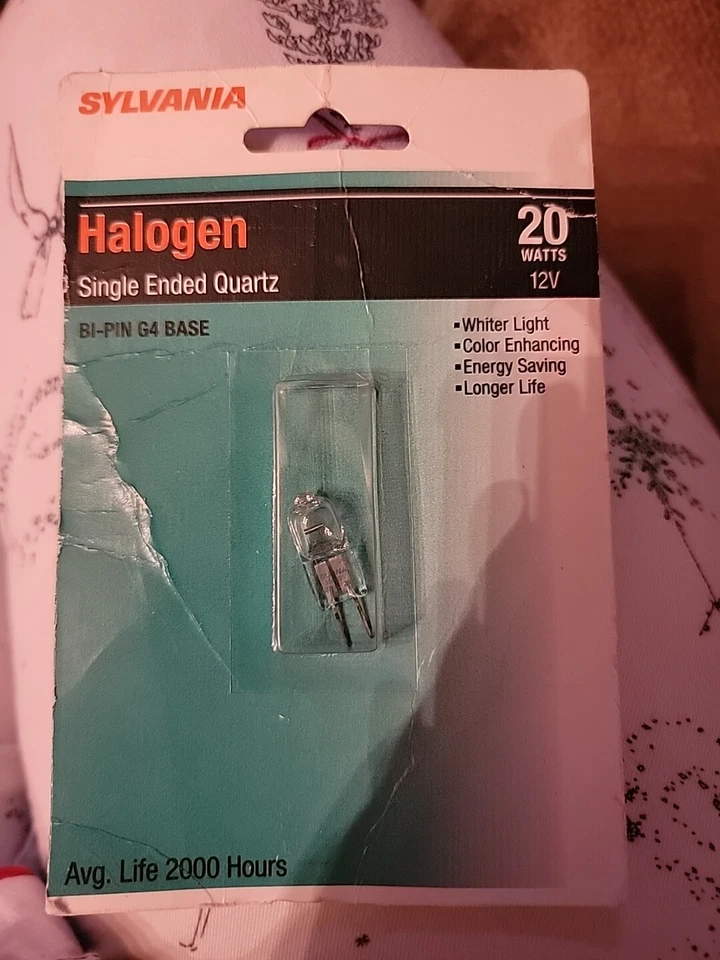 SYLVANIA
Halogen
Single Ended Quartz
20
WATTS
12V
BI-PIN G4 BASE
▪Whiter Light
▪Color Enhancing
▪Energy Saving
▪Longer Life
Avg. Life 2000 Hours